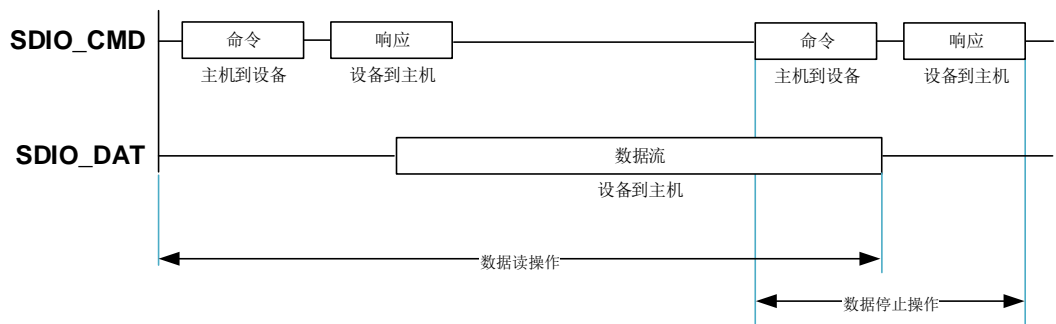 SDIO_CMD
命令
响应
命令
响应
主机到设备
设备到主机
主机到设备
设备到主机
SDIO_DAT
数据流
设备到主机
数据读操作
数据停止操作